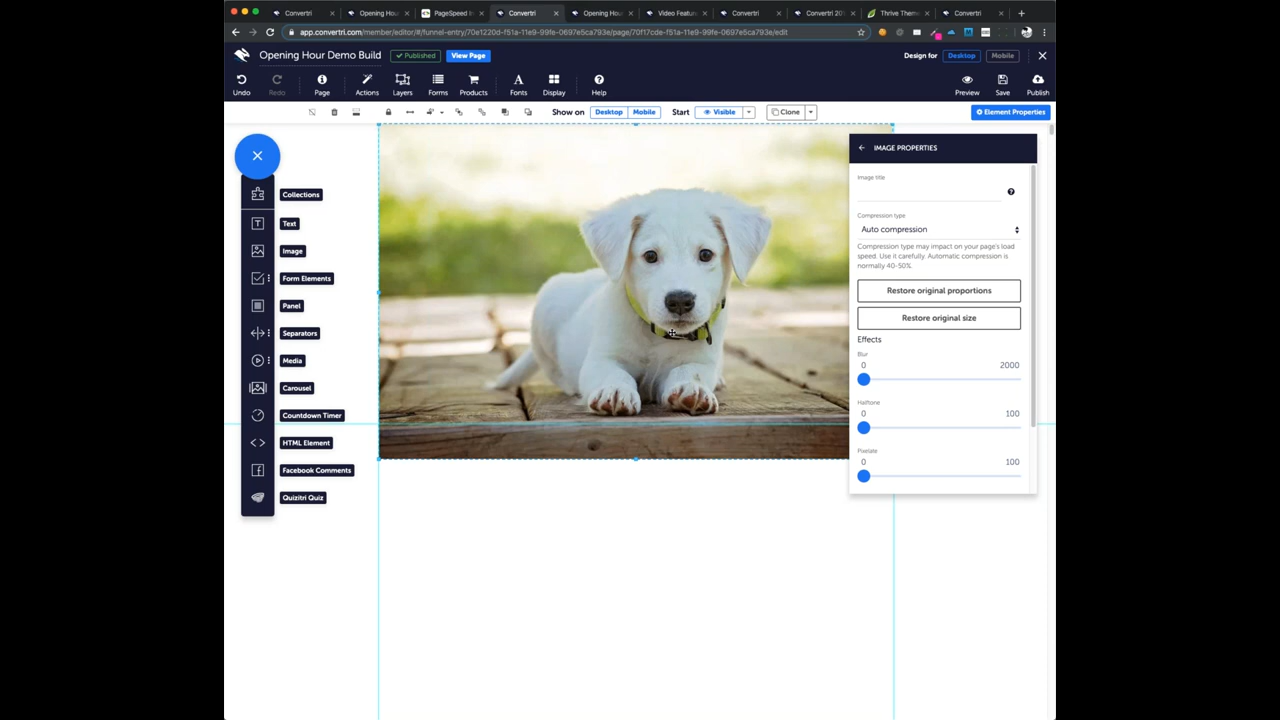 Convertri
Opening Hour
PageSpeed
Convertri
Opening Hour
Video Featur
Convertri
Convertri 20
Thrive Them
Convertri
app.convertri.com/member/editor/#/funnel-entry/70e1220d-f51a-11e9-99fe-0697e5ca793e/page/70f17cde-f51a-11e9-99fe-0697e5ca793e/edit
Opening Hour Demo Build
Published
View Page
Design for
Desktop
Mobile
Undo
Redo
Page
Actions
Layers
Forms
Products
Fonts
Display
Help
Preview
Save
Publish
Show on
Desktop
Mobile
Start
Visible
Clone
Element Properties
Collections
Text
Image
Form Elements
Panel
Separators
Media
Carousel
Countdown Timer
HTML Element
Facebook Comments
Quizitri Quiz
IMAGE PROPERTIES
Image title
Compression type
Auto compression
Compression type may impact on your page's load
speed. Use it carefully. Automatic compression is
normally 40-50%.
Restore original proportions
Restore original size
Effects
Blur
0 2000
Halftone
0 100
Pixelate
0 100